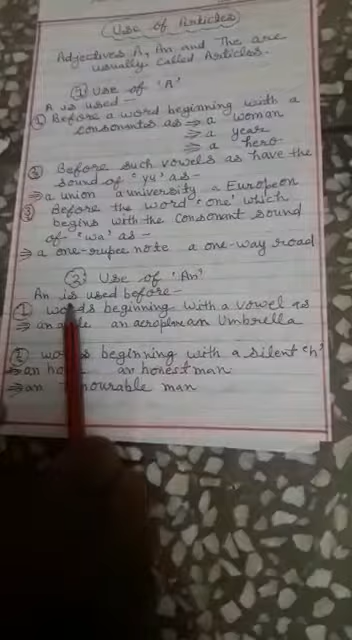 Use of Articles
Adjectives A, An and The are
usually called Articles.
① Use of 'A'
A is used -
① Before a word beginning with a
consonants as ⇒ a woman
⇒ a year
⇒ a hero
② Before such vowels as have the
sound of 'yu' as -
⇒ a union a university a European
③ Before the word 'one' which
begins with the consonant sound
of 'wa' as -
⇒ a one-rupee note a one-way road
② Use of 'An'
An is used before -
① words beginning with a vowel as
⇒ an an aeroplane an Umbrella
② words beginning with a silent 'h'
⇒ an an honest man
⇒ an honourable man